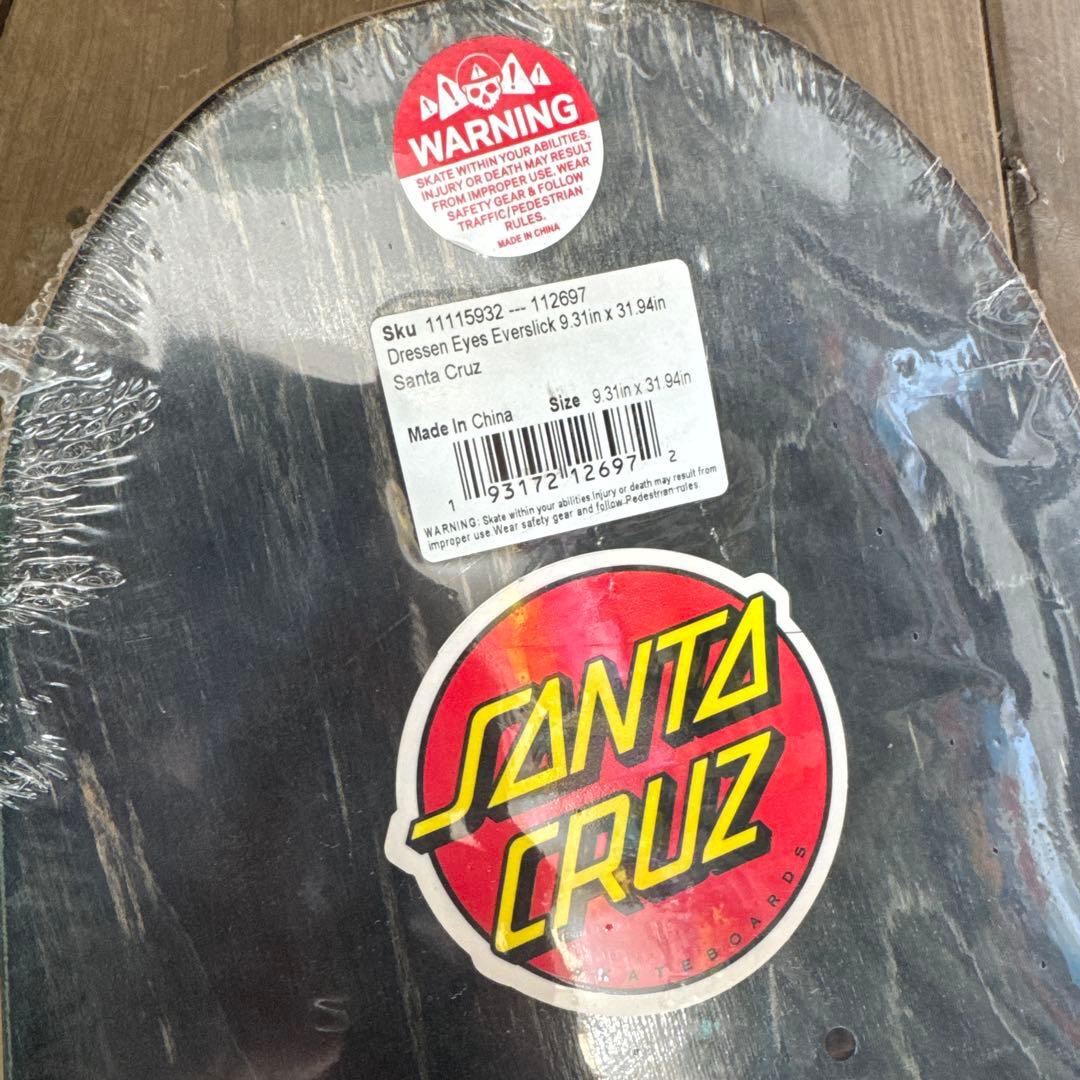 WARNING
SKATE WITHIN YOUR ABILITIES.
INJURY OR DEATH MAY RESULT
FROM IMPROPER USE. WEAR
SAFETY GEAR & FOLLOW
TRAFFIC/PEDESTRIAN
RULES.
MADE IN CHINA
Sku 11115932 --- 112697
Dressen Eyes Everslick 9.31in x 31.94in
Santa Cruz
Made In China Size 9.31in x 31.94in
1 93172 12697 2
WARNING: Skate within your abilities.Injury or death may result from
improper use.Wear safety gear and follow Pedestrian rules.
SANTA
CRUZ
SKATEBOARDS